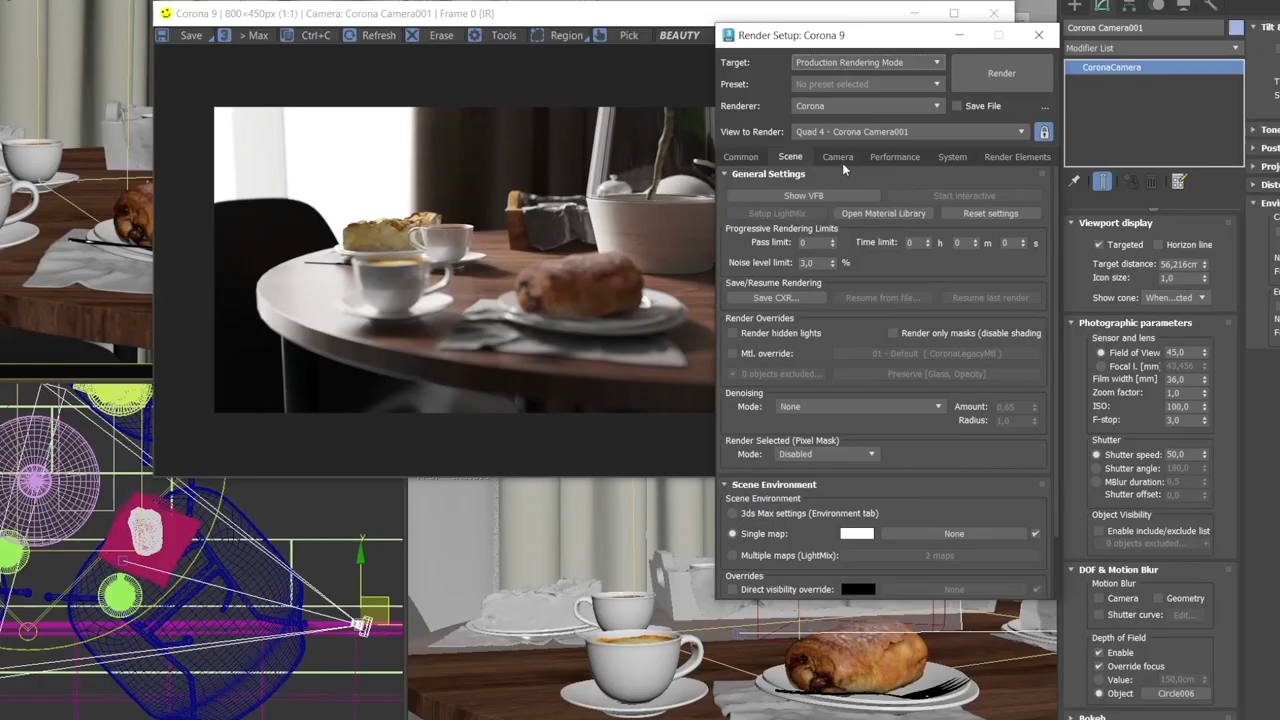 Corona 9 | 800×450px (1:1) | Camera: Corona Camera001 | Frame 0 [IR]
Save 3 > Max Ctrl+C Refresh Erase Tools Region Pick BEAUTY
Render Setup: Corona 9
Target: Production Rendering Mode
Render
Preset: No preset selected
Renderer: Corona
Save File ...
View to Render: Quad 4 - Corona Camera001
Common Scene Camera Performance System Render Elements
General Settings
Show VFB Start interactive
Setup LightMix Open Material Library Reset settings
Progressive Rendering Limits
Pass limit: 0 Time limit: 0 h 0 m 0 s
Noise level limit: 3,0 %
Save/Resume Rendering
Save CXR... Resume from file... Resume last render
Render Overrides
Render hidden lights Render only masks (disable shading
Mtl. override: 01 - Default ( CoronaLegacyMtl )
0 objects excluded... Preserve [Glass, Opacity]
Denoising
Mode: None Amount: 0,65
Radius: 1,0
Render Selected (Pixel Mask)
Mode: Disabled
Scene Environment
Scene Environment
3ds Max settings (Environment tab)
Single map: None
Multiple maps (LightMix): 2 maps
Overrides
Direct visibility override: None
Corona Camera001
Modifier List
CoronaCamera
Viewport display
Targeted Horizon line
Target distance: 56,216cm
Icon size: 1,0
Show cone: When...cted
Photographic parameters
Sensor and lens
Field of View 45,0
Focal l. [mm] 43,456
Film width [mm] 36,0
Zoom factor: 1,0
ISO: 100,0
F-stop: 3,0
Shutter
Shutter speed: 50,0
Shutter angle: 180,0
MBlur duration: 0,5
Shutter offset: 0,0
Object Visibility
Enable include/exclude list
0 objects excluded...
DOF & Motion Blur
Motion Blur
Camera Geometry
Shutter curve: Edit...
Depth of Field
Enable
Override focus
Value: 150,0cm
Object Circle006
Bokeh
Tilt
Tone
Post
Proj
Dist
Envi